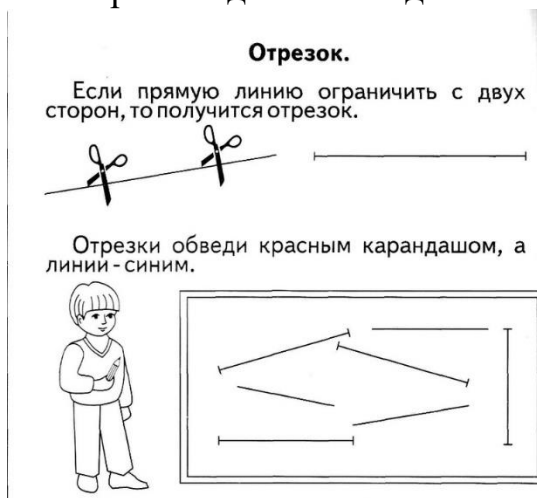 Отрезок.
Если прямую линию ограничить с двух
сторон, то получится отрезок.
Отрезки обведи красным карандашом, а
линии - синим.